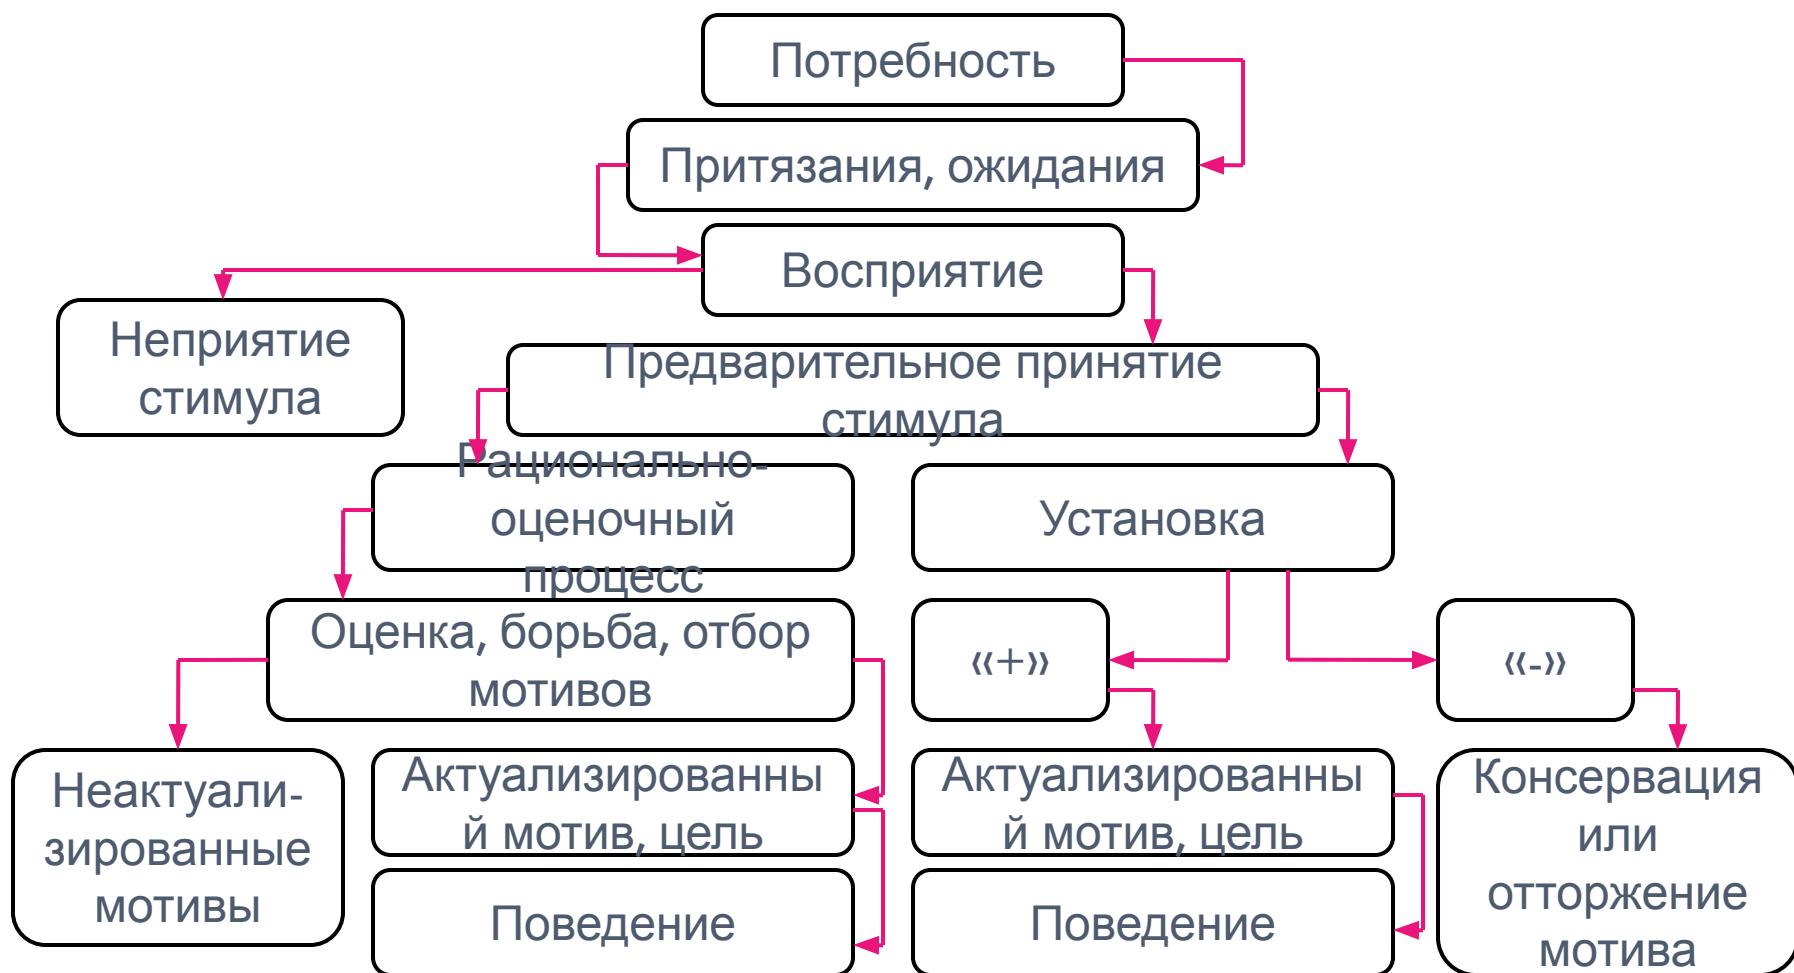 Потребность
Притязания, ожидания
Восприятие
Неприятие
стимула
Предварительное принятие
стимула
Рационально-
оценочный
процесс
Установка
Оценка, борьба, отбор
мотивов
«+»
«-»
Неактуали-
зированные
мотивы
Актуализированны
й мотив, цель
Актуализированны
й мотив, цель
Консервация
или
отторжение
мотива
Поведение
Поведение